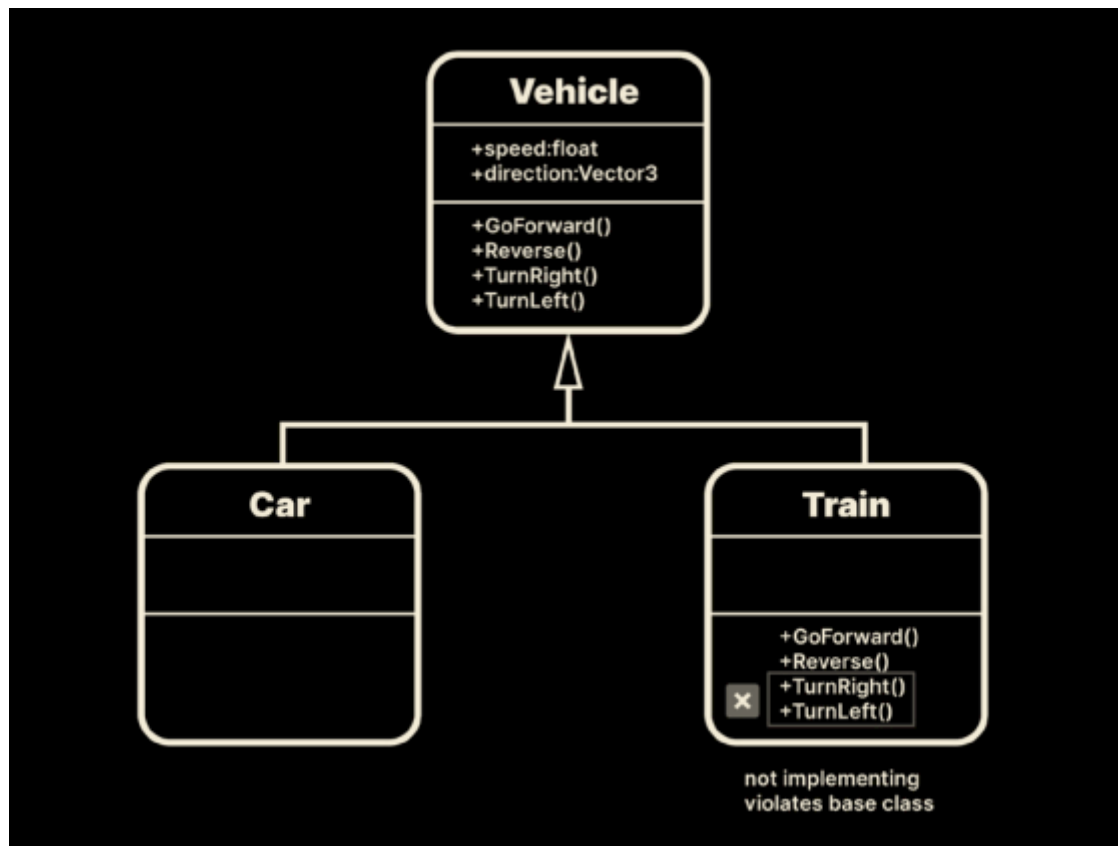 Vehicle
+speed:float
+direction:Vector3
+GoForward()
+Reverse()
+TurnRight()
+TurnLeft()
Car
Train
+GoForward()
+Reverse()
+TurnRight()
+TurnLeft()
not implementing
violates base class